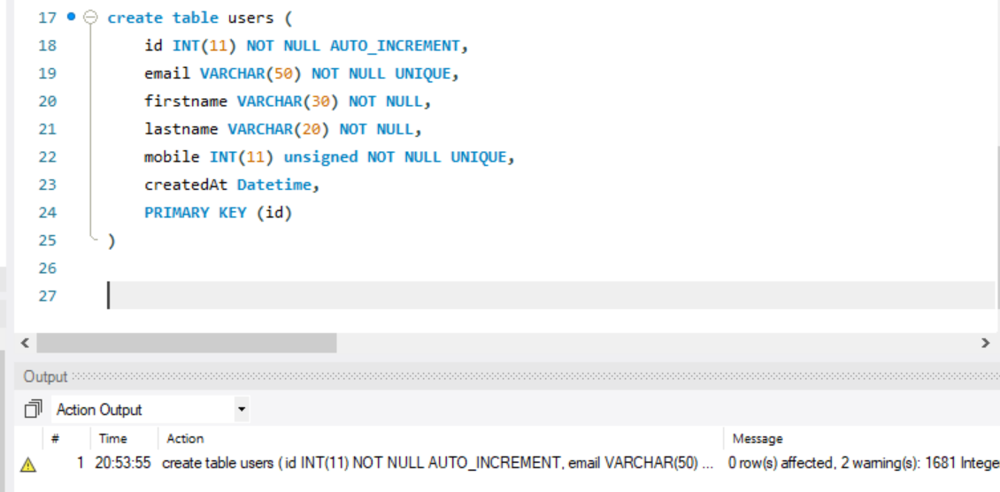 17 create table users (
18 id INT(11) NOT NULL AUTO_INCREMENT,
19 email VARCHAR(50) NOT NULL UNIQUE,
20 firstname VARCHAR(30) NOT NULL,
21 lastname VARCHAR(20) NOT NULL,
22 mobile INT(11) unsigned NOT NULL UNIQUE,
23 createdAt Datetime,
24 PRIMARY KEY (id)
25 )
26
27
Output
Action Output
# Time Action Message
1 20:53:55 create table users ( id INT(11) NOT NULL AUTO_INCREMENT, email VARCHAR(50) ... 0 row(s) affected, 2 warning(s): 1681 Intege